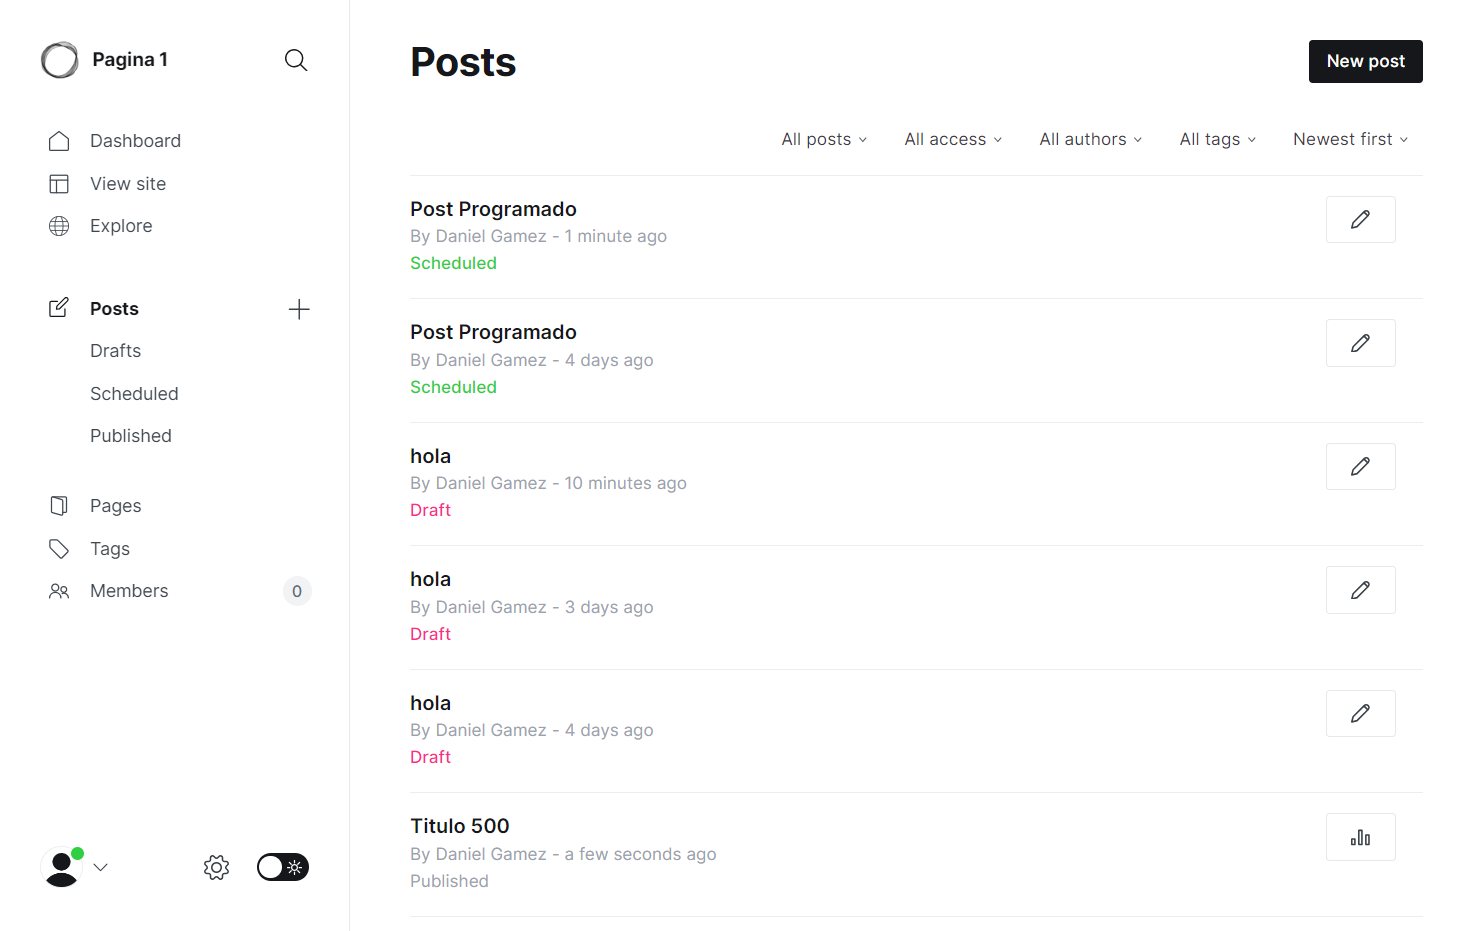 Pagina 1
Dashboard
View site
Explore
Posts
Drafts
Scheduled
Published
Pages
Tags
Members
0
Posts
New post
All posts
All access
All authors
All tags
Newest first
Post Programado
By Daniel Gamez - 1 minute ago
Scheduled
Post Programado
By Daniel Gamez - 4 days ago
Scheduled
hola
By Daniel Gamez - 10 minutes ago
Draft
hola
By Daniel Gamez - 3 days ago
Draft
hola
By Daniel Gamez - 4 days ago
Draft
Titulo 500
By Daniel Gamez - a few seconds ago
Published